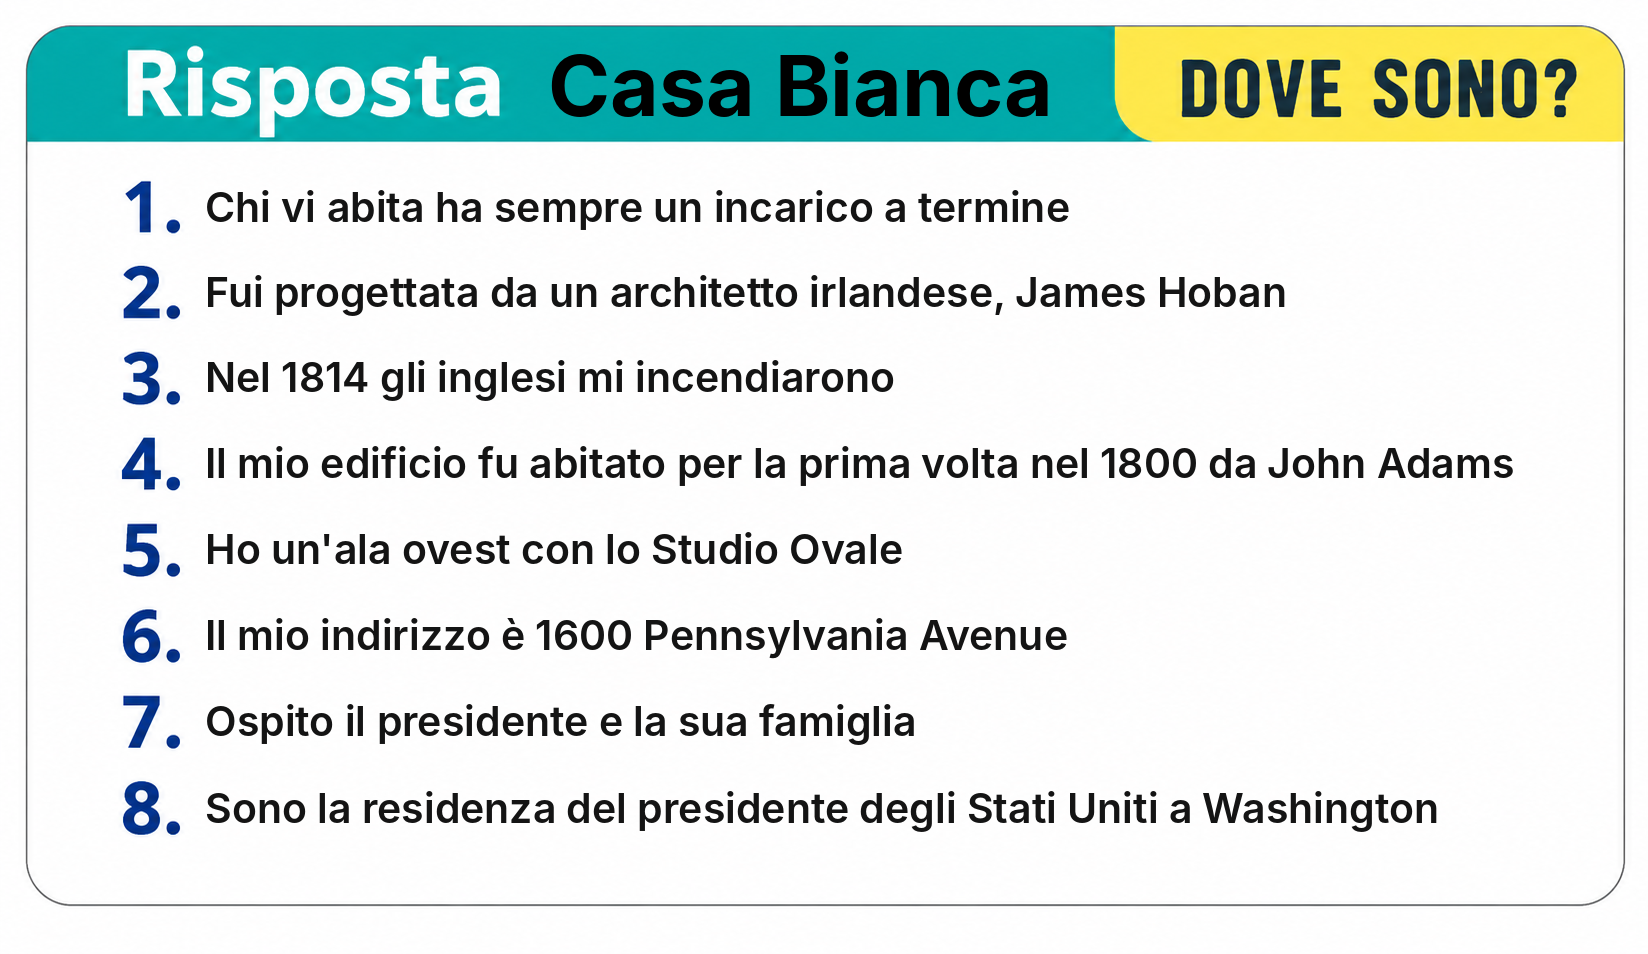 Risposta Casa Bianca DOVE SONO?
1. Chi vi abita ha sempre un incarico a termine
2. Fui progettata da un architetto irlandese, James Hoban
3. Nel 1814 gli inglesi mi incendiarono
4. Il mio edificio fu abitato per la prima volta nel 1800 da John Adams
5. Ho un'ala ovest con lo Studio Ovale
6. Il mio indirizzo è 1600 Pennsylvania Avenue
7. Ospito il presidente e la sua famiglia
8. Sono la residenza del presidente degli Stati Uniti a Washington